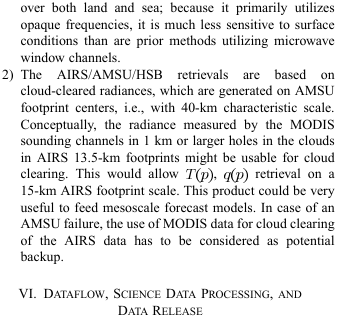 over both land and sea; because it primarily utilizes
opaque frequencies, it is much less sensitive to surface
conditions than are prior methods utilizing microwave
window channels.
2) The AIRS/AMSU/HSB retrievals are based on
cloud-cleared radiances, which are generated on AMSU
footprint centers, i.e., with 40-km characteristic scale.
Conceptually, the radiance measured by the MODIS
sounding channels in 1 km or larger holes in the clouds
in AIRS 13.5-km footprints might be usable for cloud
clearing. This would allow T(p), q(p) retrieval on a
15-km AIRS footprint scale. This product could be very
useful to feed mesoscale forecast models. In case of an
AMSU failure, the use of MODIS data for cloud clearing
of the AIRS data has to be considered as potential
backup.
VI. DATAFLOW, SCIENCE DATA PROCESSING, AND
DATA RELEASE